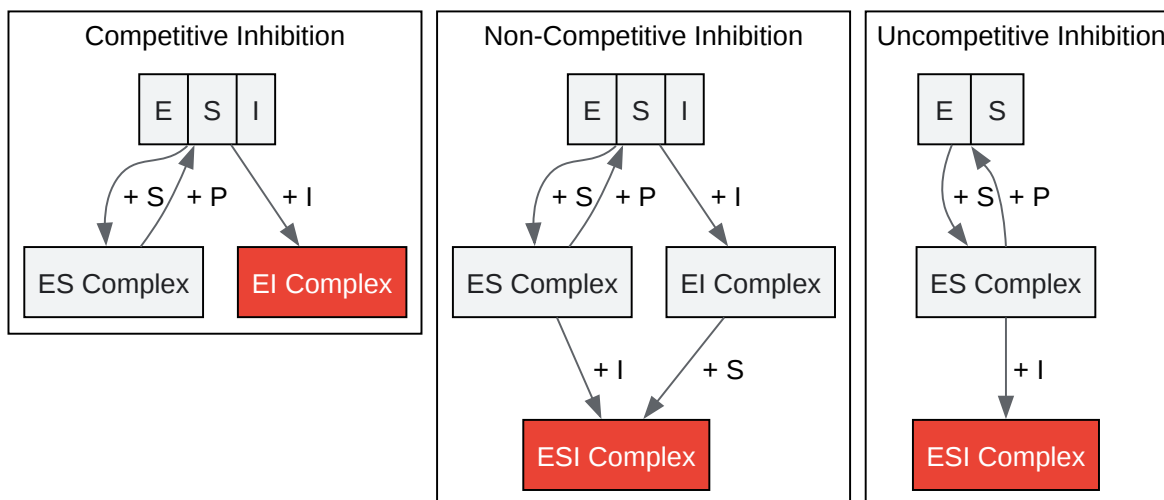 Competitive Inhibition
E S I
+ S + P + I
ES Complex EI Complex
Non-Competitive Inhibition
E S I
+ S + P + I
ES Complex EI Complex
+ I + S
ESI Complex
Uncompetitive Inhibition
E S
+ S + P
ES Complex
+ I
ESI Complex